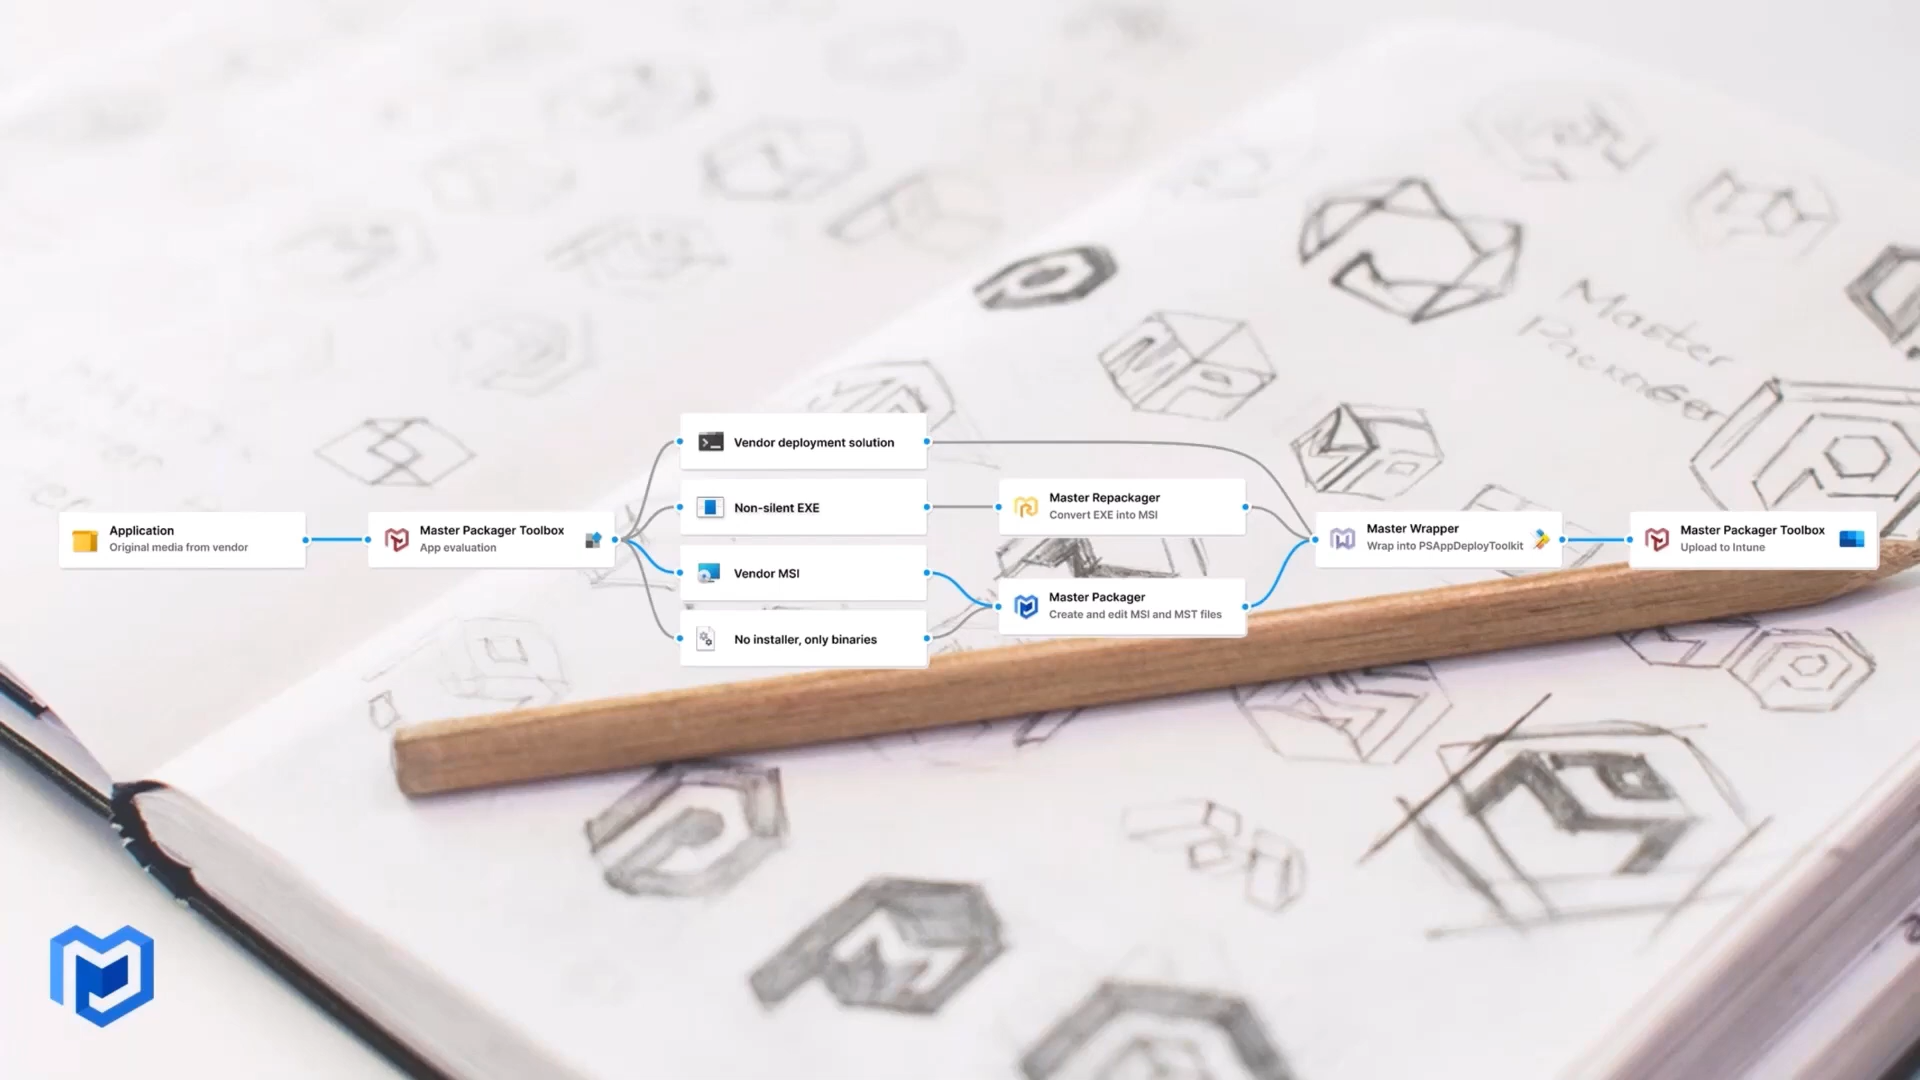 Application
Original media from vendor
Master Packager Toolbox
App evaluation
Vendor deployment solution
Non-silent EXE
Vendor MSI
No installer, only binaries
Master Repackager
Convert EXE into MSI
Master Packager
Create and edit MSI and MST files
Master Wrapper
Wrap into PSAppDeployToolkit
Master Packager Toolbox
Upload to Intune
Master
Packager